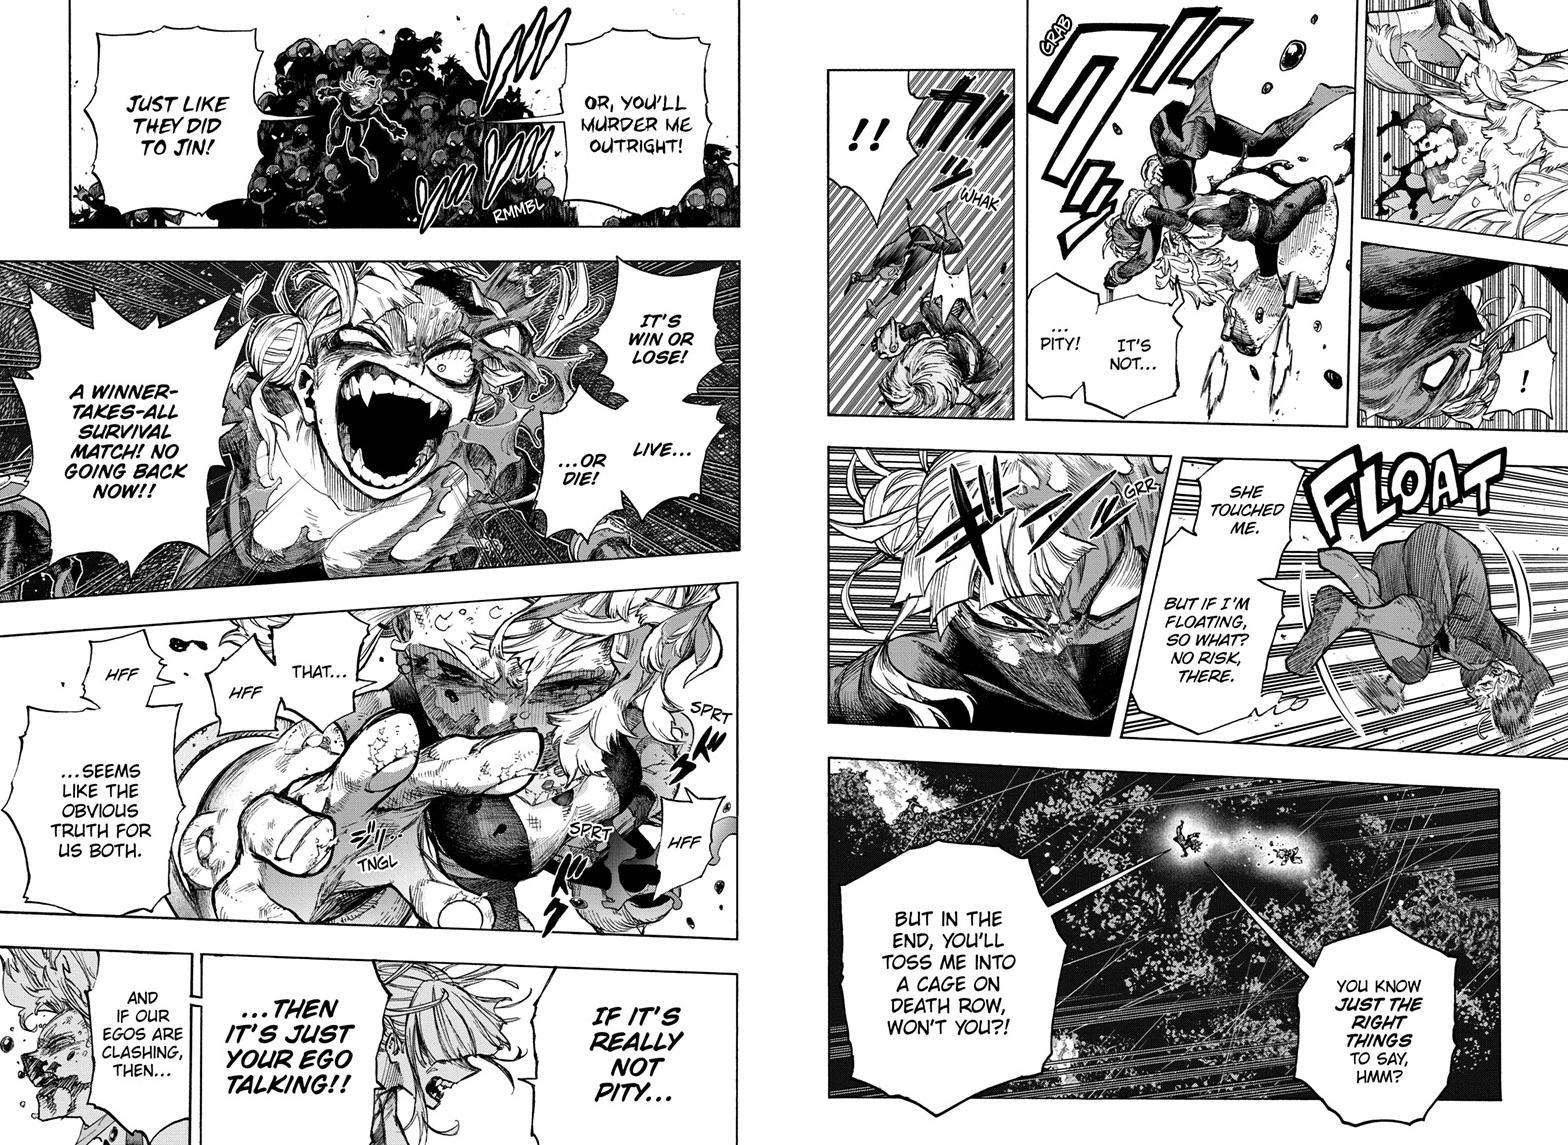 !
GRAB
グッ
IT'S
NOT...
...
PITY!
ガッ
WHAK
!!
FLOAT
SHE
TOUCHED
ME.
BUT IF I'M
FLOATING,
SO WHAT?
NO RISK,
THERE.
GRR
YOU KNOW
JUST THE
RIGHT
THINGS
TO SAY,
HMM?
BUT IN THE
END, YOU'LL
TOSS ME INTO
A CAGE ON
DEATH ROW,
WON'T YOU?!
OR, YOU'LL
MURDER ME
OUTRIGHT!
RMMBL
JUST LIKE
THEY DID
TO JIN!
IT'S
WIN OR
LOSE!
LIVE...
...OR
DIE!
A WINNER-
TAKES-ALL
SURVIVAL
MATCH! NO
GOING BACK
NOW!!
SPRT
HFF
SPRT
TNGL
THAT...
HFF
HFF
...SEEMS
LIKE THE
OBVIOUS
TRUTH FOR
US BOTH.
IF IT'S
REALLY
NOT
PITY...
...THEN
IT'S JUST
YOUR EGO
TALKING!!
AND
IF OUR
EGOS ARE
CLASHING,
THEN...